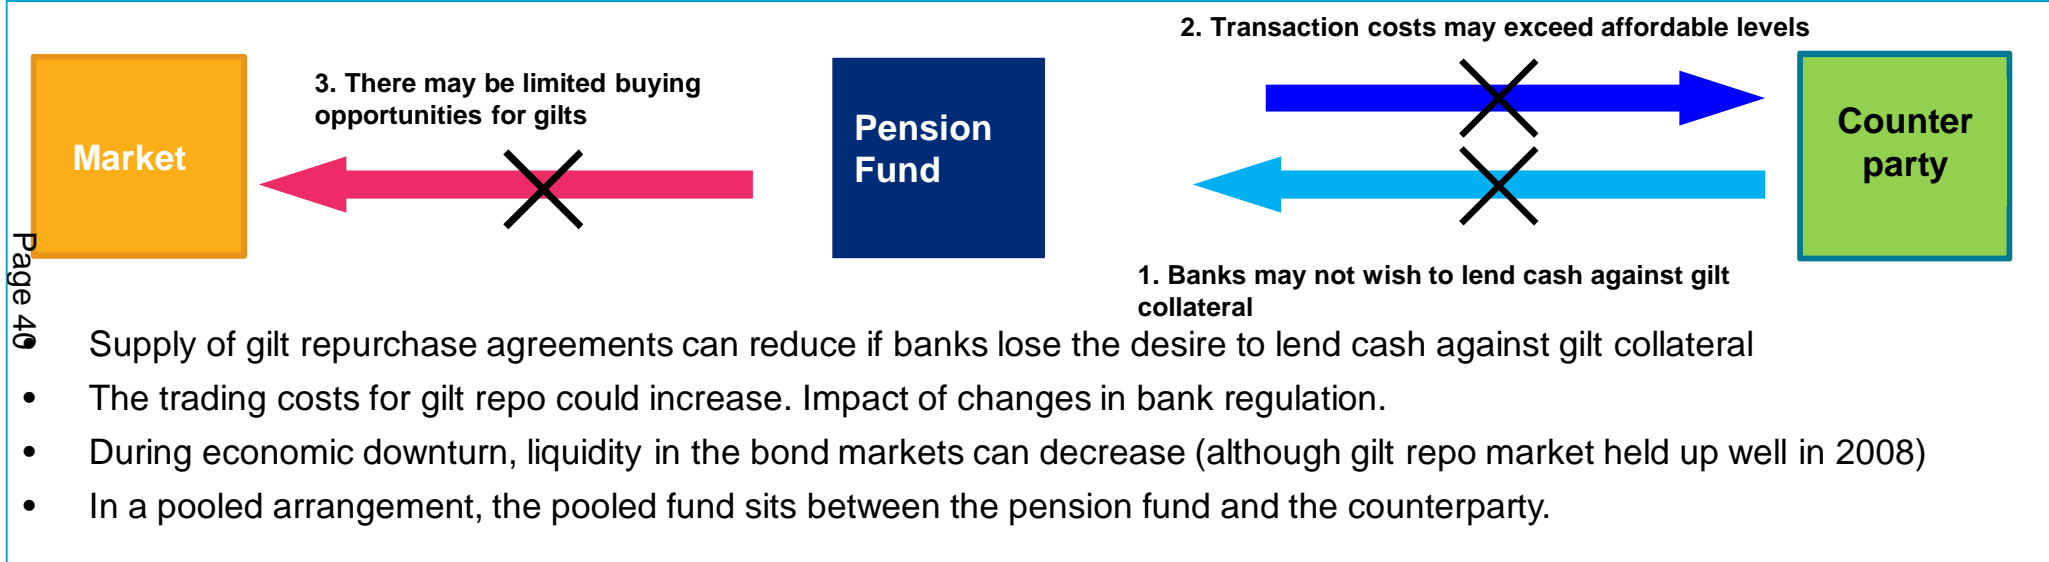 2. Transaction costs may exceed affordable levels
3. There may be limited buying
opportunities for gilts
Market
Pension
Fund
Counter
party
1. Banks may not wish to lend cash against gilt
collateral
Page 40
• Supply of gilt repurchase agreements can reduce if banks lose the desire to lend cash against gilt collateral
• The trading costs for gilt repo could increase. Impact of changes in bank regulation.
• During economic downturn, liquidity in the bond markets can decrease (although gilt repo market held up well in 2008)
• In a pooled arrangement, the pooled fund sits between the pension fund and the counterparty.